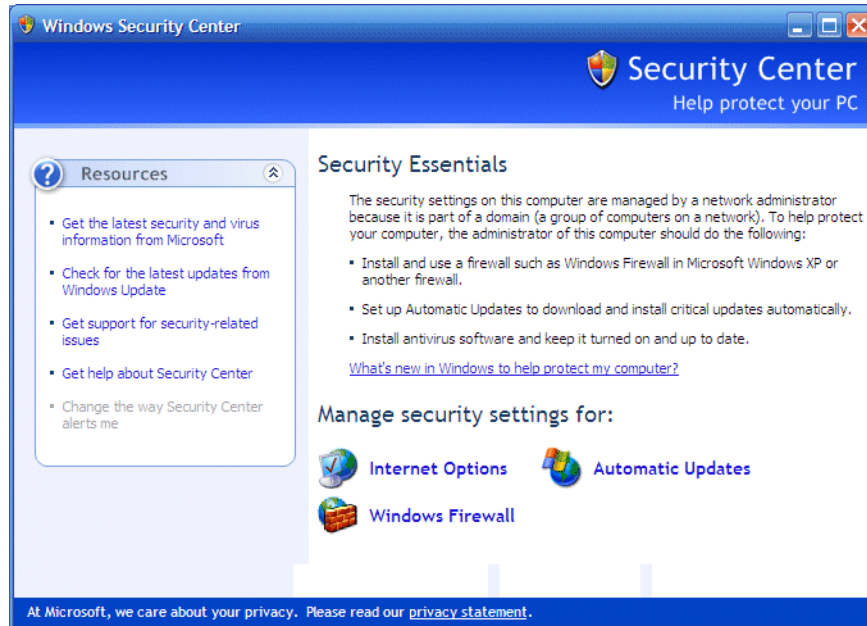 Windows Security Center
Security Center
Help protect your PC
Resources
Get the latest security and virus
information from Microsoft
Check for the latest updates from
Windows Update
Get support for security-related
issues
Get help about Security Center
Change the way Security Center
alerts me
Security Essentials
The security settings on this computer are managed by a network administrator
because it is part of a domain (a group of computers on a network). To help protect
your computer, the administrator of this computer should do the following:
Install and use a firewall such as Windows Firewall in Microsoft Windows XP or
another firewall.
Set up Automatic Updates to download and install critical updates automatically.
Install antivirus software and keep it turned on and up to date.
What's new in Windows to help protect my computer?
Manage security settings for:
Internet Options
Automatic Updates
Windows Firewall
At Microsoft, we care about your privacy. Please read our privacy statement.